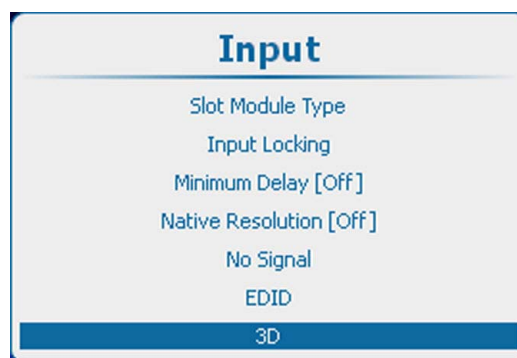 Input
Slot Module Type
Input Locking
Minimum Delay [Off]
Native Resolution [Off]
No Signal
EDID
3D